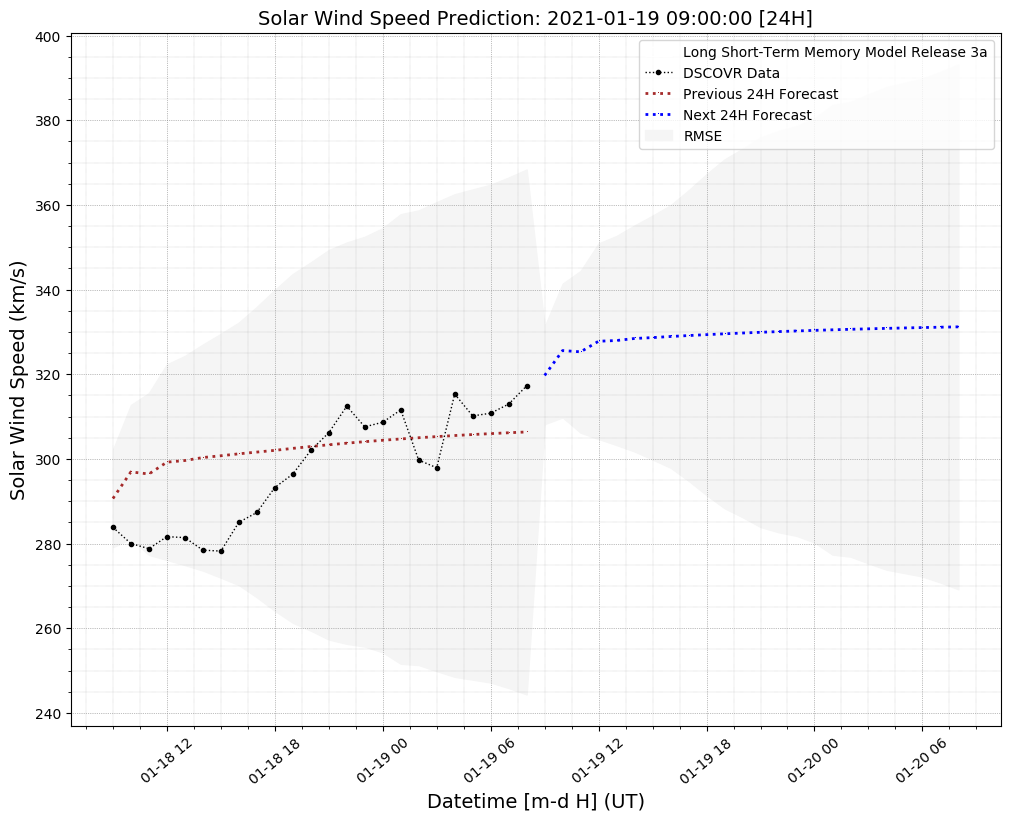 Solar Wind Speed Prediction: 2021-01-19 09:00:00 [24H]
Long Short-Term Memory Model Release 3a
DSCOVR Data
Previous 24H Forecast
Next 24H Forecast
RMSE
Solar Wind Speed (km/s)
400
380
360
340
320
300
280
260
240
01-18 12
01-18 18
01-19 00
01-19 06
01-19 12
01-19 18
01-20 00
01-20 06
Datetime [m-d H] (UT)